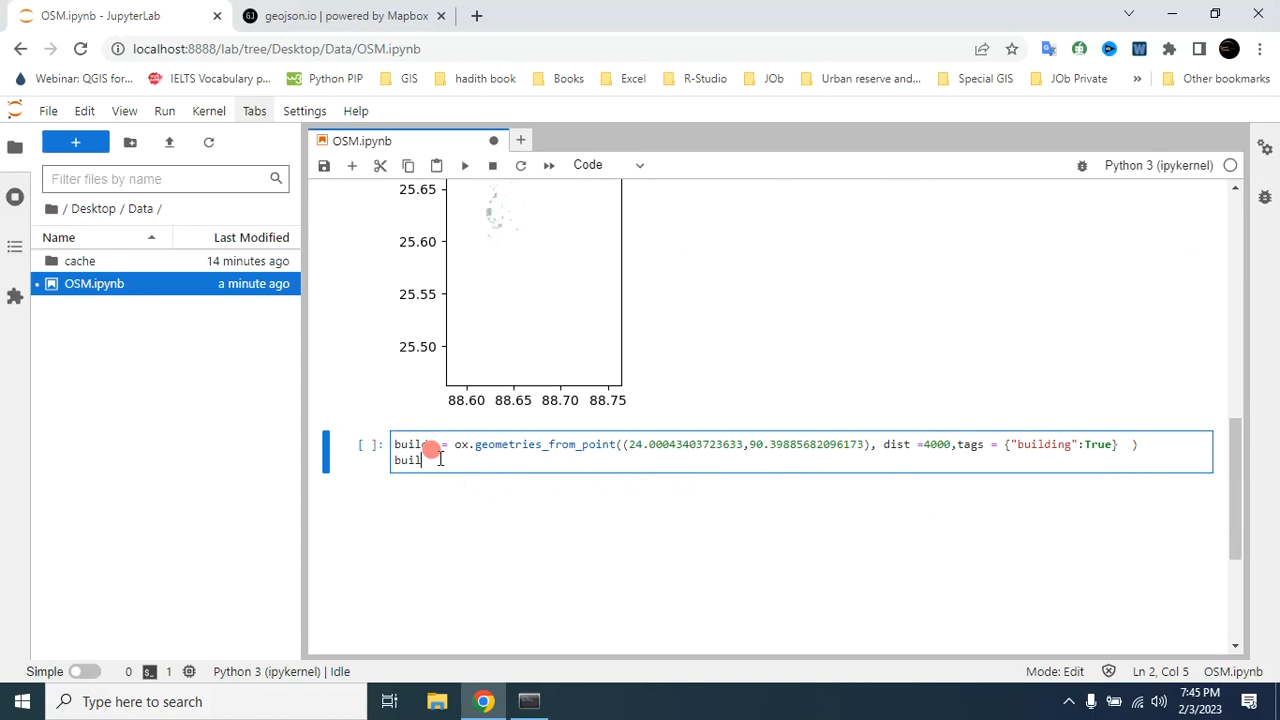 OSM.ipynb - JupyterLab
geojson.io | powered by Mapbox
localhost:8888/lab/tree/Desktop/Data/OSM.ipynb
Webinar: QGIS for...
IELTS Vocabulary p...
Python PIP
GIS
hadith book
Books
Excel
R-Studio
JOb
Urban reserve and...
Special GIS
JOb Private
»
Other bookmarks
File Edit View Run Kernel Tabs Settings Help
OSM.ipynb
Code
Python 3 (ipykernel)
Filter files by name
/ Desktop / Data /
Name
Last Modified
cache
14 minutes ago
OSM.ipynb
a minute ago
25.65
25.60
25.55
25.50
88.60 88.65 88.70 88.75
[ ]:
= ox.geometries_from_point((24.00043403723633,90.39885682096173), dist =4000,tags = {"building":True} )
buil
Simple
0
1
Python 3 (ipykernel) | Idle
Mode: Edit
Ln 2, Col 5
OSM.ipynb
Type here to search
7:45 PM
2/3/2023